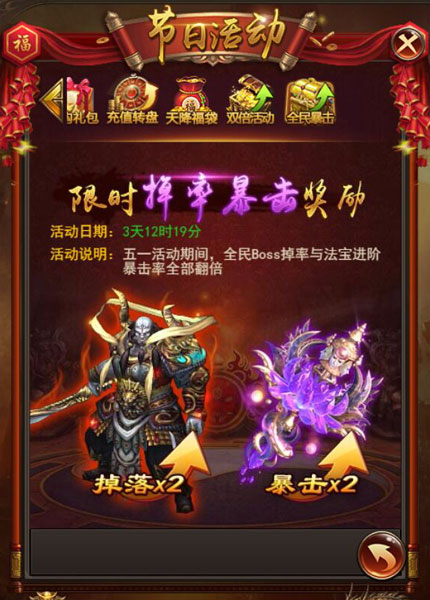 节日活动
福
礼包 充值转盘 天降福袋 双倍活动 全民暴击
限时掉率暴击奖励
活动日期：3天12时19分
活动说明：五一活动期间，全民Boss掉率与法宝进阶
暴击率全部翻倍
掉落x2 暴击x2